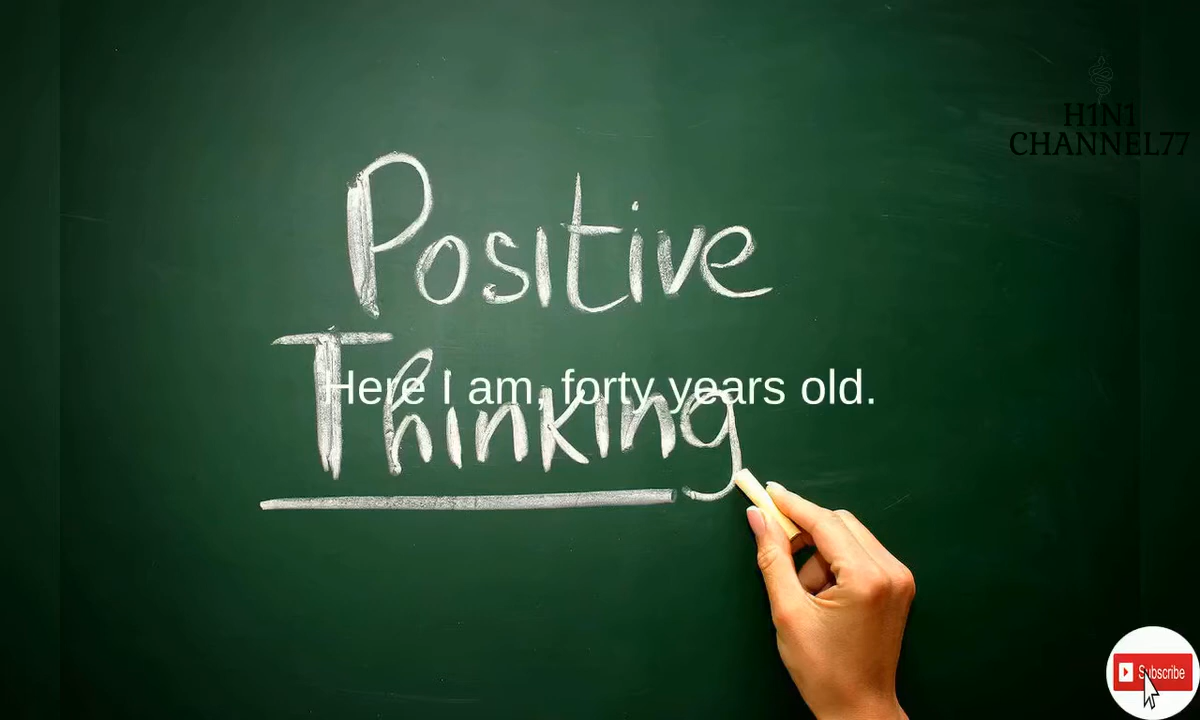 H1N1
CHANNEL77
Positive
Thinking
Here I am, forty years old.
Subscribe